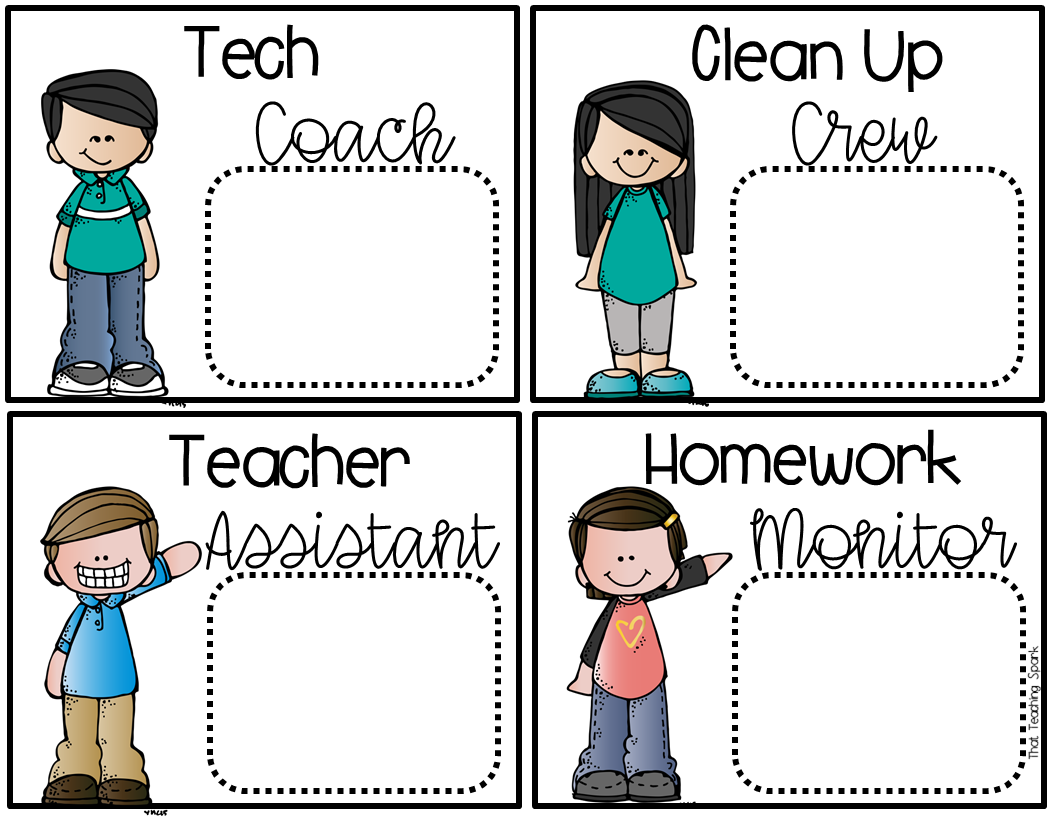 Tech
Coach
Clean Up
Crew
Teacher
Assistant
Homework
Monitor
That Teaching Spark